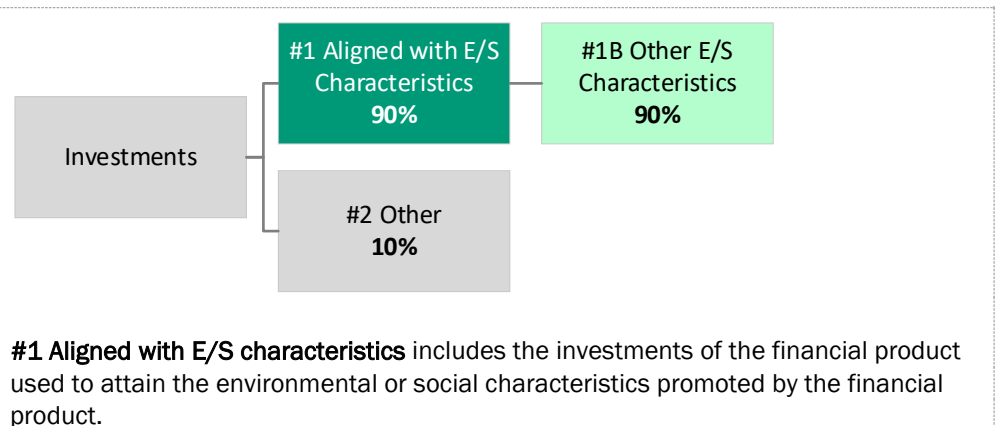 #1 Aligned with E/S
Characteristics
90%
#1B Other E/S
Characteristics
90%
Investments
#2 Other
10%
#1 Aligned with E/S characteristics includes the investments of the financial product
used to attain the environmental or social characteristics promoted by the financial
product.